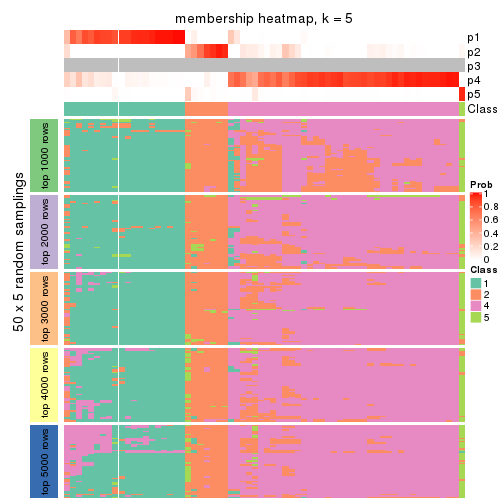 membership heatmap, k = 5
p1
p2
p3
p4
p5
Class
50 x 5 random samplings
top 1000 rows
top 2000 rows
top 3000 rows
top 4000 rows
top 5000 rows
Prob
1
0.8
0.6
0.4
0.2
0
Class
1
2
4
5